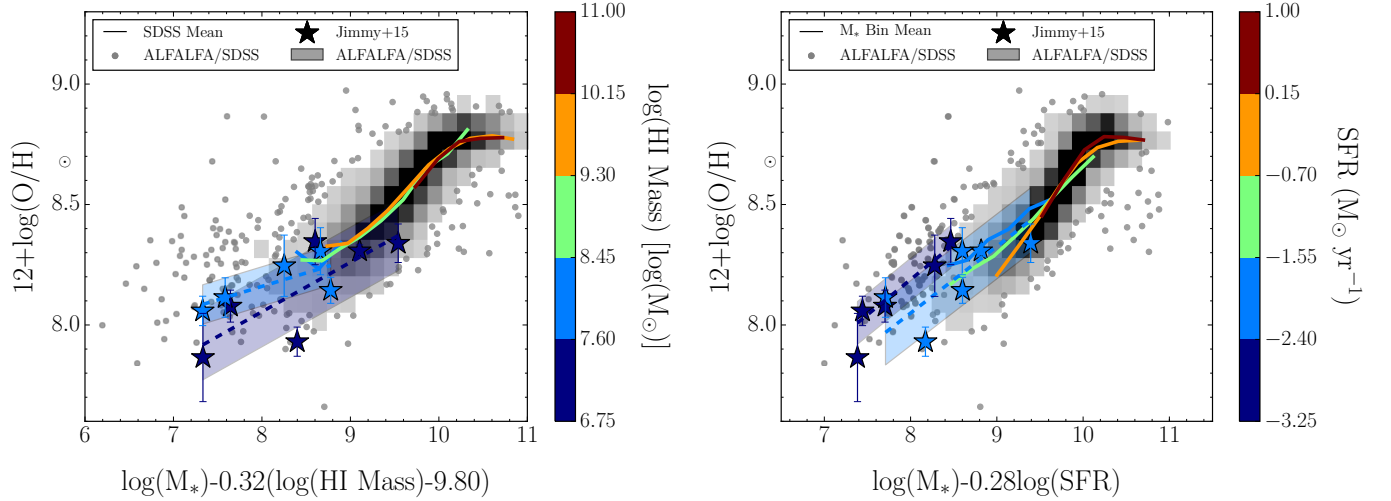 SDSS Mean
Jimmy+15
ALFALFA/SDSS
ALFALFA/SDSS
12+log(O/H)
⊙
9.0
8.5
8.0
6 7 8 9 10 11
log(M*)-0.32(log(HI Mass)-9.80)
11.00
10.15
9.30
8.45
7.60
6.75
log(HI Mass) [log(M⊙)]
M* Bin Mean
Jimmy+15
ALFALFA/SDSS
ALFALFA/SDSS
12+log(O/H)
⊙
9.0
8.5
8.0
7 8 9 10 11
log(M*)-0.28log(SFR)
1.00
0.15
−0.70
−1.55
−2.40
−3.25
SFR (M⊙ yr⁻¹)